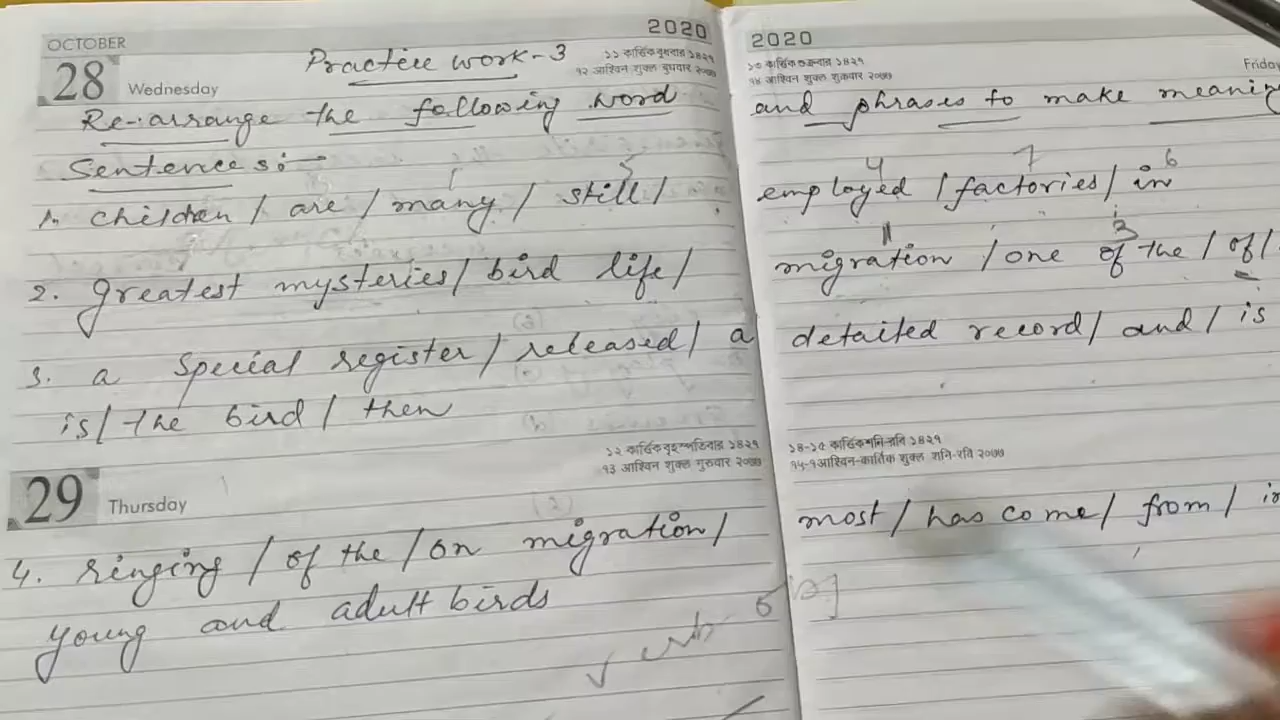 OCTOBER
2020
28
Wednesday
Practice work-3
Re-arrange the following word
Sentences:-
1. children / are / many / still /
2. greatest mysteries / bird life /
3. a special register / released / a
is / the bird / then
29
Thursday
4. ringing / of the / on migration /
young and adult birds
2020
Friday
and phrases to make
4 7 6
employed / factories / in
migration / one of the / of /
detailed record / and / is
most / has come / from /